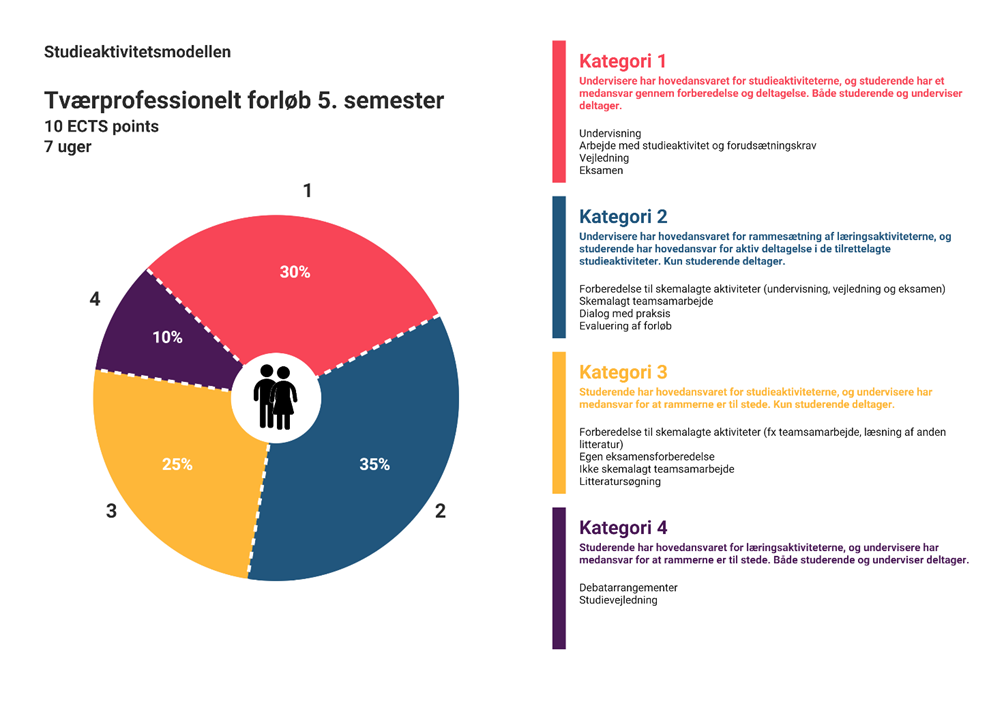 Studieaktivitetsmodellen
Tværprofessionelt forløb 5. semester
10 ECTS points
7 uger
1
30%
4
10%
25%
35%
3
2
Kategori 1
Undervisere har hovedansvaret for studieaktiviteterne, og studerende har et
medansvar gennem forberedelse og deltagelse. Både studerende og underviser
deltager.
Undervisning
Arbejde med studieaktivitet og forudsætningskrav
Vejledning
Eksamen
Kategori 2
Undervisere har hovedansvaret for rammesætning af læringsaktiviteterne, og
studerende har hovedansvar for aktiv deltagelse i de tilrettelagte
studieaktiviteter. Kun studerende deltager.
Forberedelse til skemalagte aktiviteter (undervisning, vejledning og eksamen)
Skemalagt teamsamarbejde
Dialog med praksis
Evaluering af forløb
Kategori 3
Studerende har hovedansvaret for studieaktiviteterne, og undervisere har
medansvar for at rammerne er til stede. Kun studerende deltager.
Forberedelse til skemalagte aktiviteter (fx teamsamarbejde, læsning af anden
litteratur)
Egen eksamensforberedelse
Ikke skemalagt teamsamarbejde
Litteratursøgning
Kategori 4
Studerende har hovedansvaret for læringsaktiviteterne, og undervisere har
medansvar for at rammerne er til stede. Både studerende og underviser deltager.
Debatarrangementer
Studievejledning